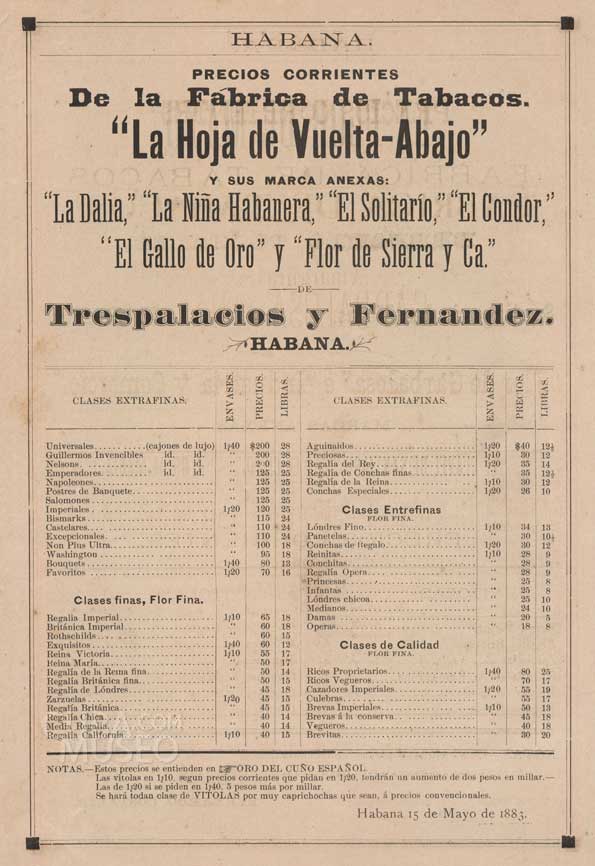 HABANA.
PRECIOS CORRIENTES
De la Fábrica de Tabacos.
"La Hoja de Vuelta-Abajo"
Y SUS MARCA ANEXAS:
"La Dalia," "La Niña Habanera," "El Solitario," "El Condor,"
"El Gallo de Oro" y "Flor de Sierra y Ca."
DE
Trespalacios y Fernandez.
HABANA.
CLASES EXTRAFINAS. ENVASES. PRECIOS. LIBRAS.
Universales (cajones de lujo) 1/40 $200 28
Guillermos Invencibles id. id. " 200 28
Nelsons id. id. " 200 28
Emperadores id. id. " 125 25
Napoleones " 125 25
Postres de Banquete " 125 25
Salomones " 125 25
Imperiales 1/20 120 25
Bismarks " 115 24
Castelares " 110 24
Excepcionales " 110 24
Non Plus Ultra " 100 18
Washington " 95 18
Bouquets 1/40 80 13
Favoritos 1/20 70 16
Clases finas, Flor Fina.
Regalia Imperial 1/10 65 18
Británica Imperial " 60 18
Rothschilds " 60 15
Exquisitos 1/40 60 12
Reina Victoria 1/10 55 17
Reina María " 50 17
Regalía de la Reina fina " 50 14
Regalía Británica fina " 50 15
Regalía de Lóndres " 45 18
Zarzuelas 1/20 45 15
Regalía Británica " 45 15
Regalía Chica " 40 14
Media Regalía " 40 14
Regalía California 1/10 40 15
CLASES EXTRAFINAS. ENVASES. PRECIOS. LIBRAS.
Aguinaldos 1/20 $40 12½
Preciosas 1/10 30 12
Regalía del Rey 1/20 35 14
Regalía de Conchas finas " 35 12½
Regalía de la Reina 1/10 30 12
Conchas Especiales 1/20 26 10
Clases Entrefinas
FLOR FINA.
Lóndres Fino 1/10 34 13
Panetelas " 30 10½
Conchas de Regalo 1/20 30 12
Reinitas 1/10 28 9
Conchitas " 28 9
Regalía Opera " 28 9
Princesas " 25 8
Infantas " 25 8
Lóndres chicoa " 25 10
Medianos " 24 10
Damas " 20 5
Operas " 18 8
Clases de Calidad
FLOR FINA.
Ricos Proprietarios 1/40 80 25
Ricos Vegueros " 70 17
Cazadores Imperiales 1/20 55 19
Culebras " 55 17
Brevas Imperiales 1/10 50 13
Brevas á la conserva " 45 18
Vegueros " 40 18
Brevitas " 30 20
NOTAS.—Estos precios se entienden en ☞ORO DEL CUÑO ESPAÑOL.
Las vitolas en 1/10, segun precios corrientes que pidan en 1/20, tendrán un aumento de dos pesos en millar.—
Las de 1/20 si se piden en 1/40, 5 pesos más por millar.
Se hará todan clase de VITOLAS por muy caprichochas que sean, á precios convencionales.
Habana 15 de Mayo de 1883.
MUSEO